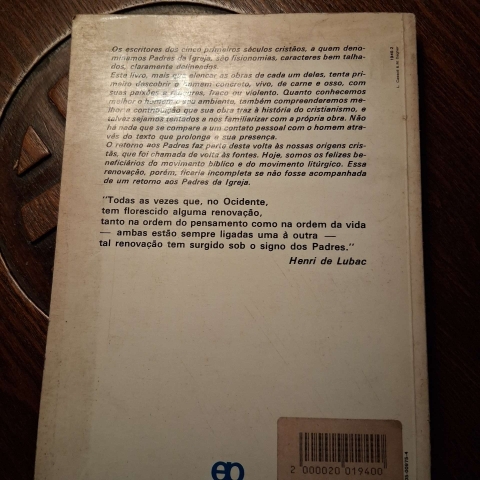 Os escritores dos cinco primeiros séculos cristãos, a quem deno-
minamos Padres da Igreja, são fisionomias, caracteres bem talha-
dos, claramente delineados.
Este livro, mais que elencar as obras de cada um deles, tenta pri-
meiro descobrir o homem concreto, vivo, de carne e osso, com
suas paixões e milagres, fraco ou violento. Quanto conhecemos
melhor o homem e seu ambiente, também compreenderemos me-
lhor a contribuição que sua obra traz à história do cristianismo, e
talvez sejamos tentados a nos familiarizar com a própria obra. Não
há nada que se compare a um contato pessoal com o homem atra-
vés do texto que prolonga a sua presença.
O retorno aos Padres faz parte desta volta às nossas origens cris-
tãs, que foi chamada de volta às fontes. Hoje, somos os felizes be-
neficiários do movimento bíblico e do movimento litúrgico. Essa
renovação, porém, ficaria incompleta se não fosse acompanhada
de um retorno aos Padres da Igreja.
"Todas as vezes que, no Ocidente,
tem florescido alguma renovação,
tanto na ordem do pensamento como na ordem da vida
— ambas estão sempre ligadas uma à outra —
tal renovação tem surgido sob o signo dos Padres."
Henri de Lubac
ep
2 000020 019400